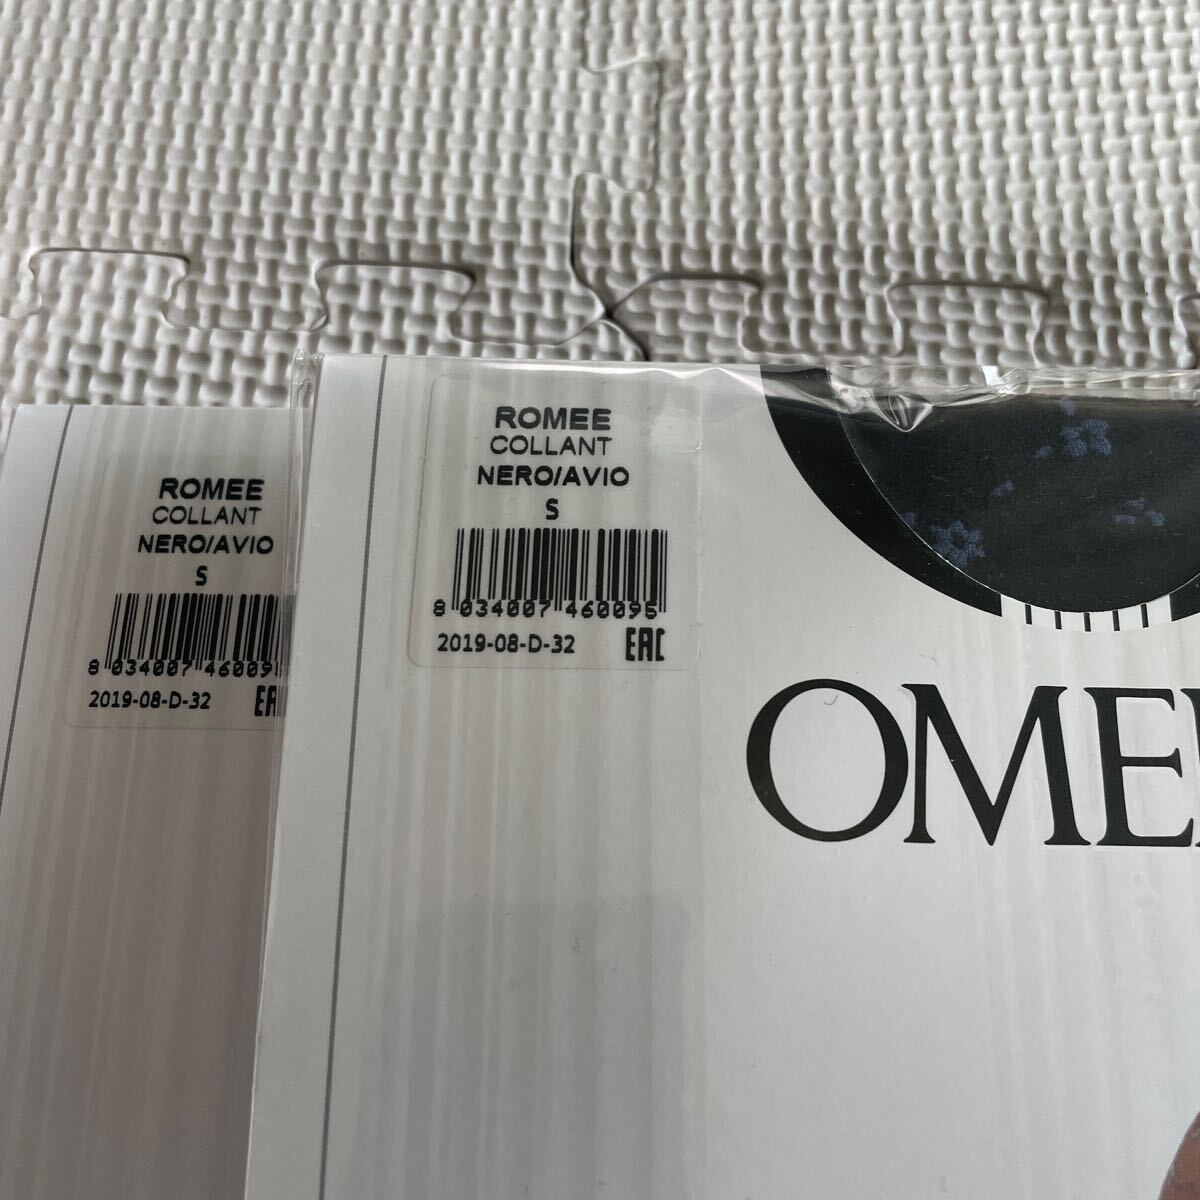 ROMEE
COLLANT
NERO/AVIO
S
8 034007 46009
2019-08-D-32
ROMEE
COLLANT
NERO/AVIO
S
8 034007 460095
2019-08-D-32
EAC
OME